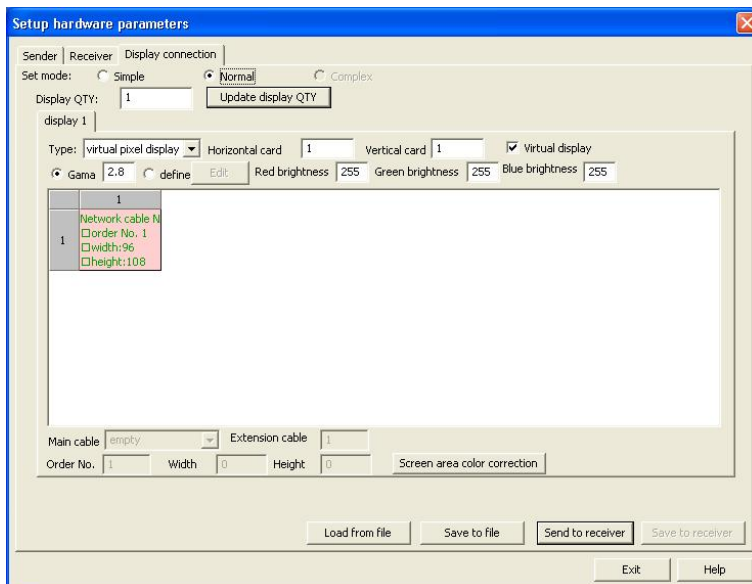 Setup hardware parameters
Sender Receiver Display connection
Set mode: Simple Normal Complex
Display QTY: 1 Update display QTY
display 1
Type: virtual pixel display Horizontal card 1 Vertical card 1 Virtual display
Gama 2.8 define Edit Red brightness 255 Green brightness 255 Blue brightness 255
1
1
Network cable N
□order No. 1
□width:96
□height:108
Main cable empty Extension cable 1
Order No. 1 Width 0 Height 0 Screen area color correction
Load from file Save to file Send to receiver Save to receiver
Exit Help